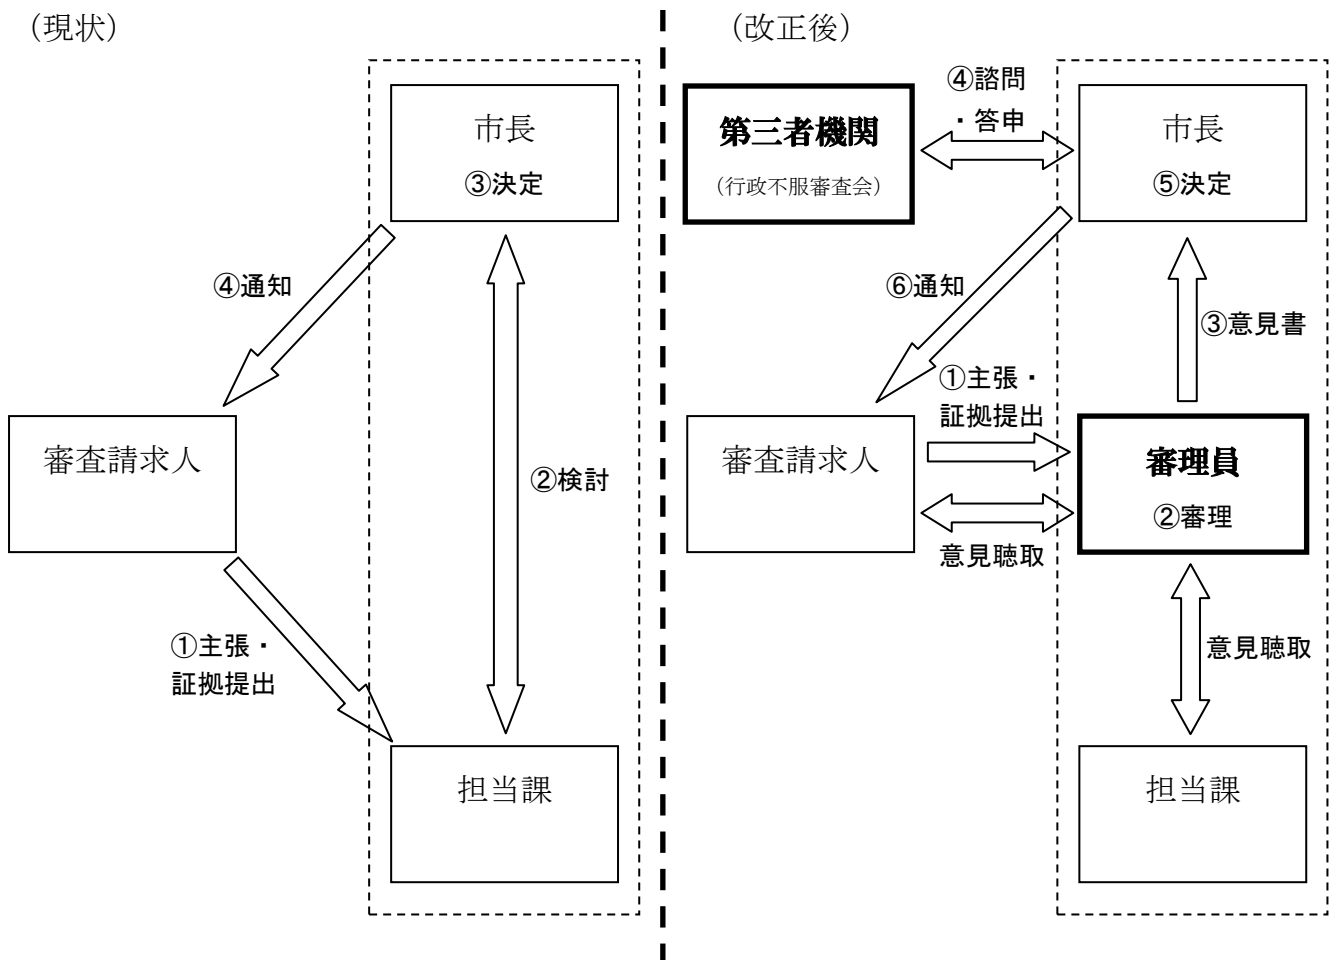 （現状）
市長
③決定
④通知
審査請求人
②検討
①主張・
証拠提出
担当課
（改正後）
④諮問
・答申
第三者機関
（行政不服審査会）
市長
⑤決定
⑥通知
③意見書
①主張・
証拠提出
審査請求人
審理員
②審理
意見聴取
意見聴取
担当課